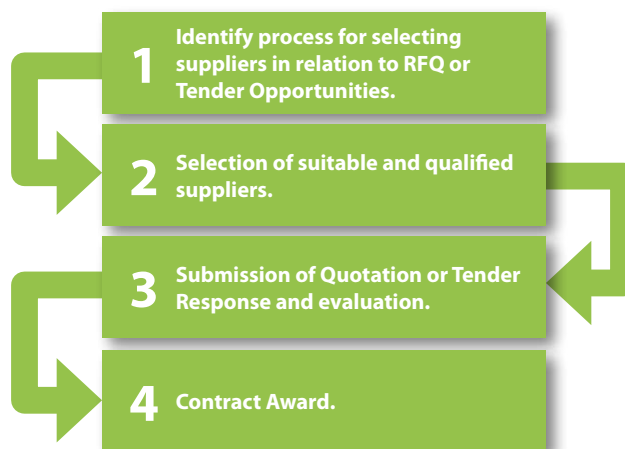 1
Identify process for selecting
suppliers in relation to RFQ or
Tender Opportunities.
2
Selection of suitable and qualified
suppliers.
3
Submission of Quotation or Tender
Response and evaluation.
4
Contract Award.